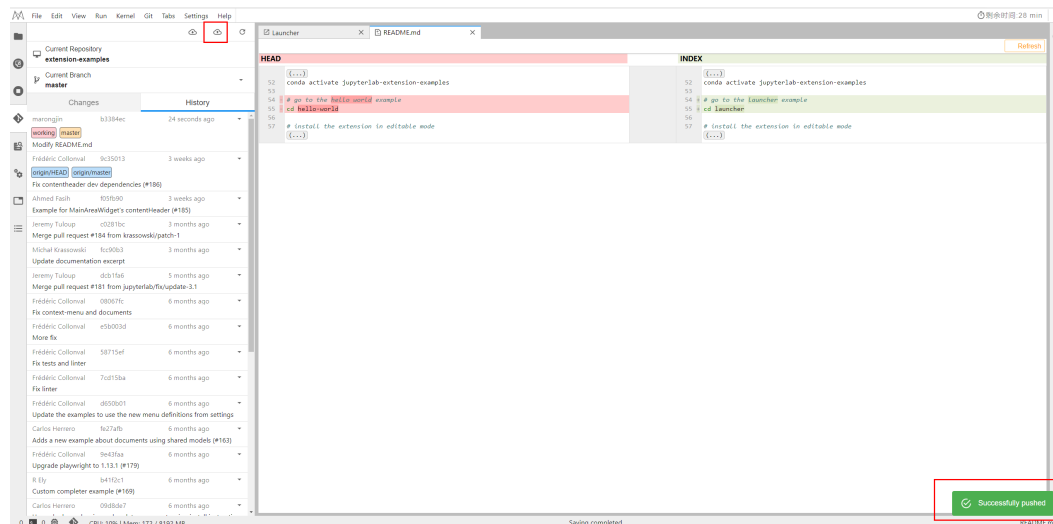 File Edit View Run Kernel Git Tabs Settings Help
剩余时间: 28 min
Current Repository
extension-examples
Current Branch
master
Changes History
marongjin b3384ec 24 seconds ago
working master
Modify README.md
Frédéric Collonval 9c35013 3 weeks ago
origin/HEAD origin/master
Fix contentheader dev dependencies (#186)
Ahmed Fasih f05fb90 3 weeks ago
Example for MainAreaWidget's contentHeader (#185)
Jeremy Tuloup c0281bc 3 months ago
Merge pull request #184 from krassowski/patch-1
Michał Krassowski fcc90b3 3 months ago
Update documentation excerpt
Jeremy Tuloup dcb1fa6 5 months ago
Merge pull request #181 from jupyterlab/fix/update-3.1
Frédéric Collonval 08067fc 6 months ago
Fix context-menu and documents
Frédéric Collonval e5b003d 6 months ago
More fix
Frédéric Collonval 58715ef 6 months ago
Fix tests and linter
Frédéric Collonval 7cd15ba 6 months ago
Fix linter
Frédéric Collonval d650b01 6 months ago
Update the examples to use the new menu definitions from settings
Carlos Herrero fe27afb 6 months ago
Adds a new example about documents using shared models (#163)
Frédéric Collonval 9e43faa 6 months ago
Upgrade playwright to 1.13.1 (#179)
R Ely b41f2c1 6 months ago
Custom completer example (#169)
Carlos Herrero 09d8de7 6 months ago
Launcher README.md
Refresh
HEAD INDEX
(...)
52 conda activate jupyterlab-extension-examples
53
54 # go to the hello-world example
55 cd hello-world
56
57 # install the extension in editable mode
(...)
(...)
52 conda activate jupyterlab-extension-examples
53
54 + # go to the launcher example
55 + cd launcher
56
57 # install the extension in editable mode
(...)
Successfully pushed
0 0 CPU: 10% | Mem: 172 / 8192 MB Saving completed README.m